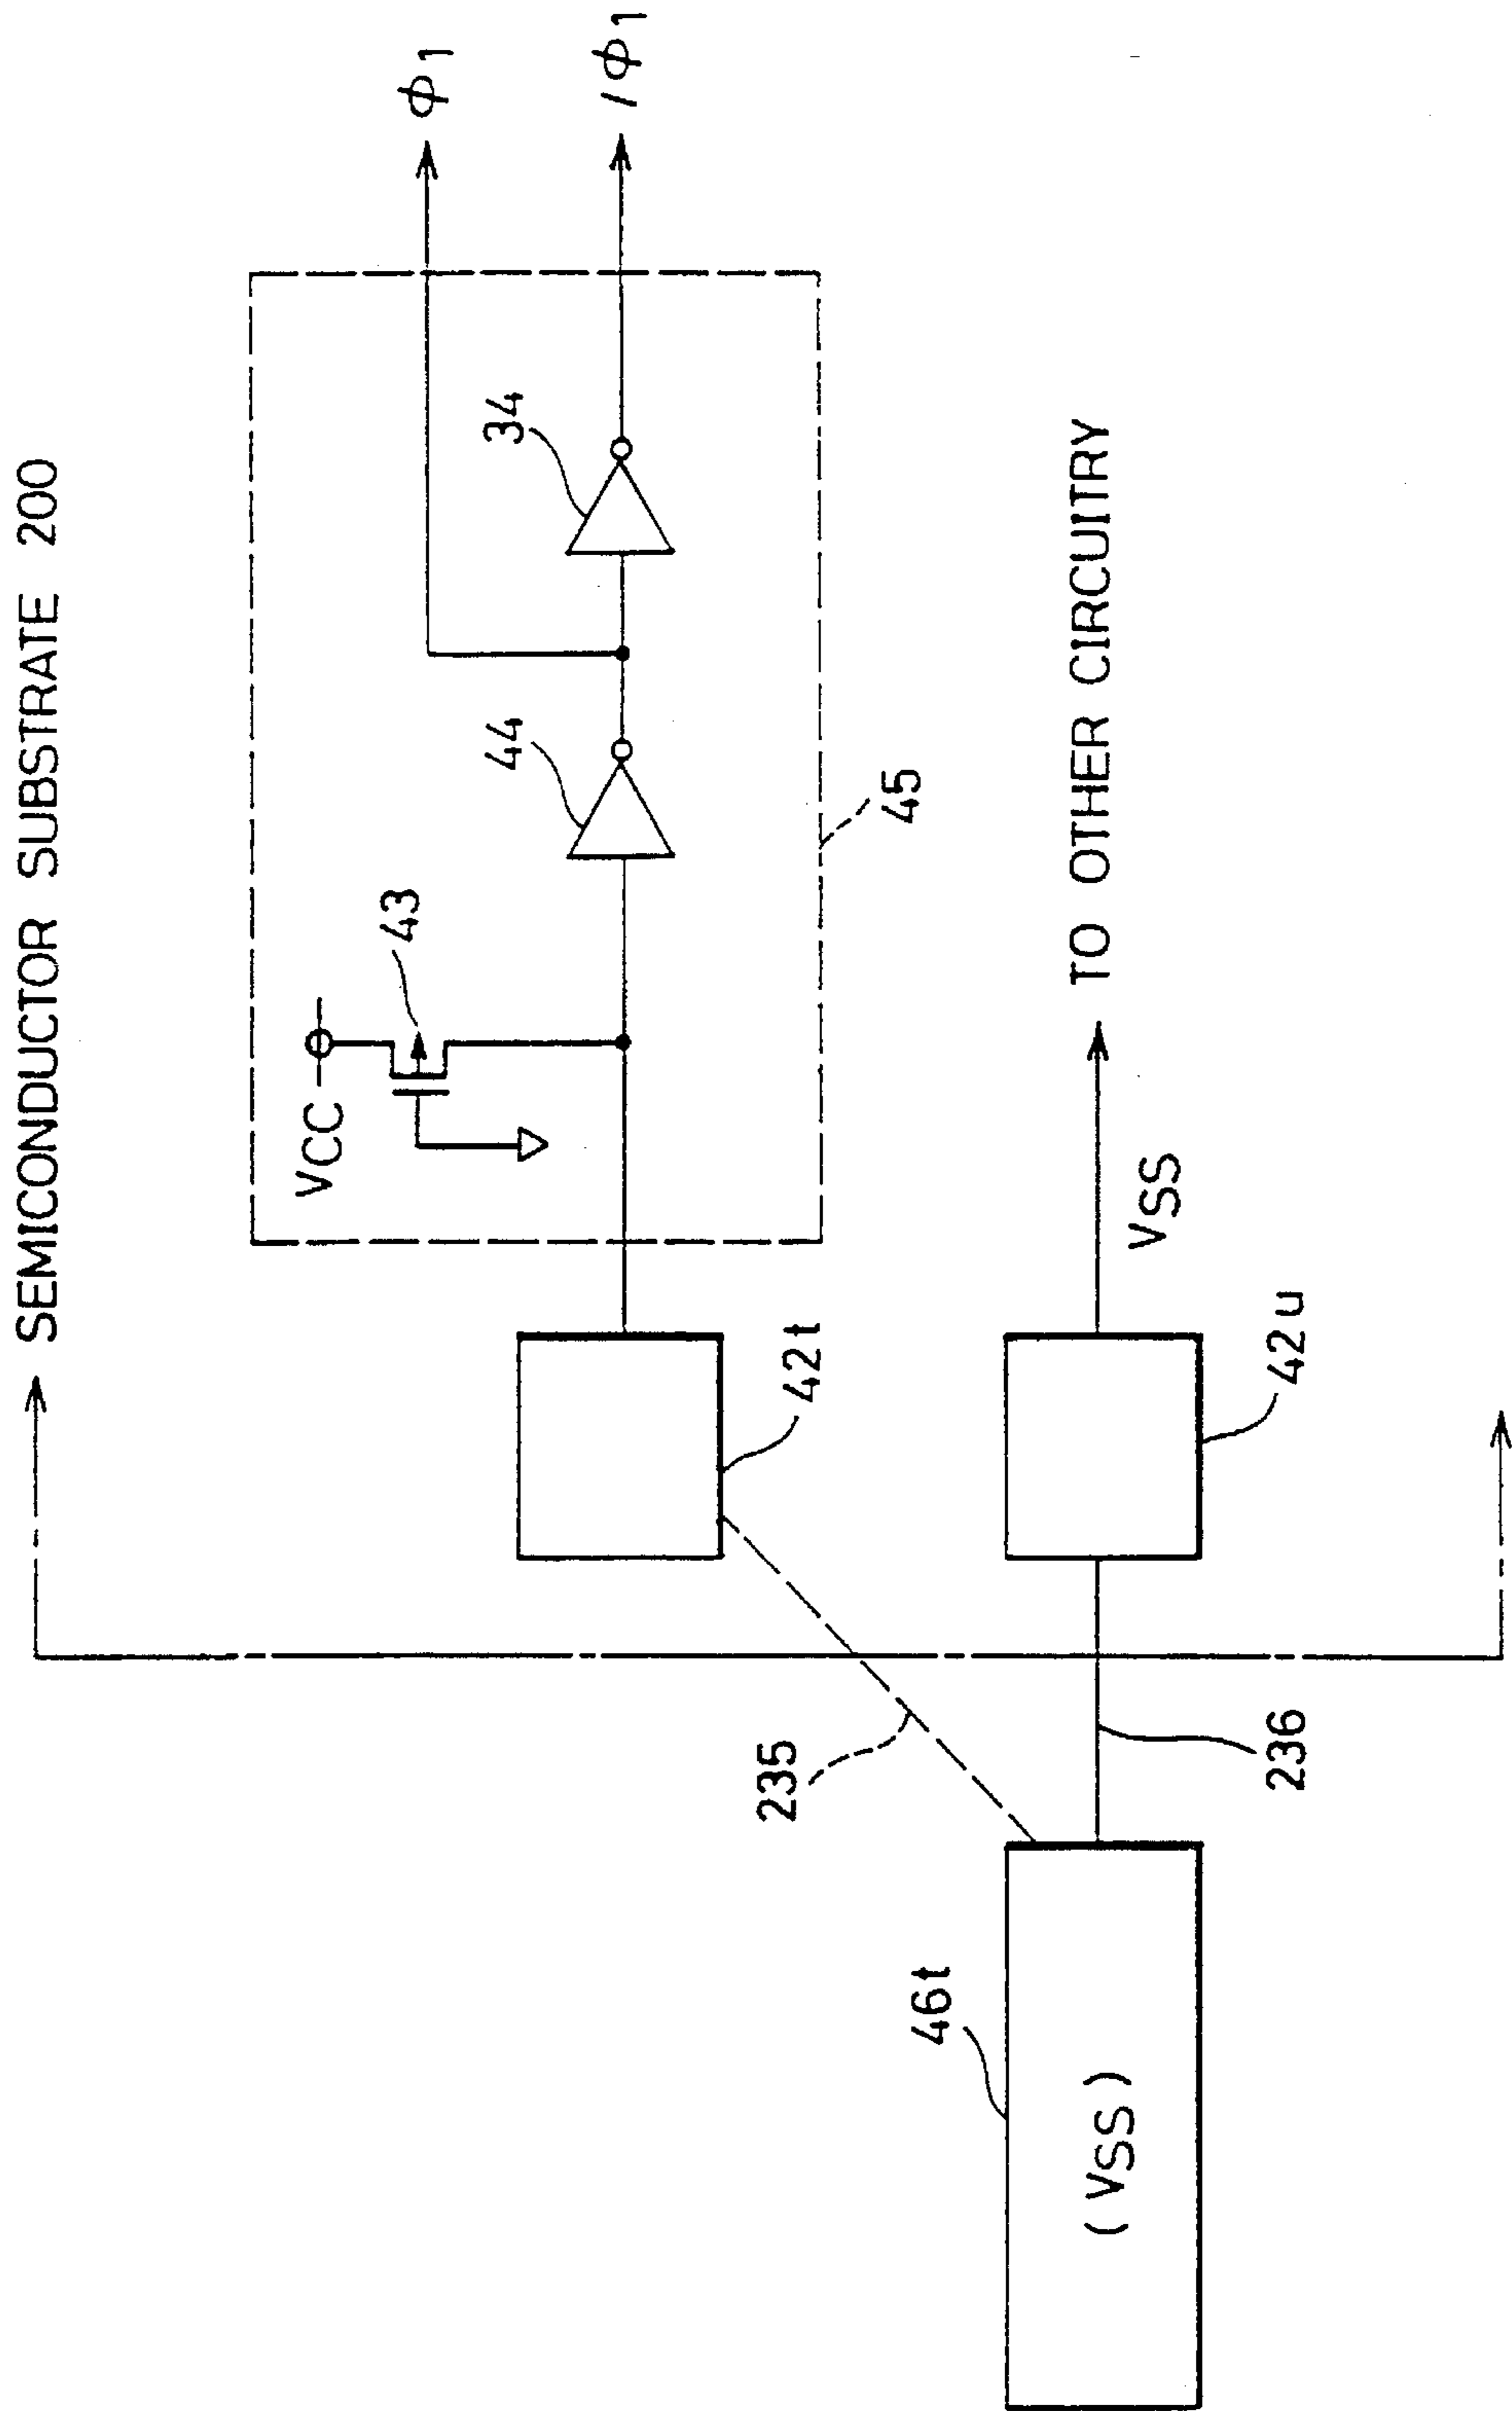 SEMICONDUCTOR SUBSTRATE 200
ϕ1
/ϕ1
VCC
43
44
34
45
42t
VSS
TO OTHER CIRCUITRY
42u
235
236
46t
(VSS)